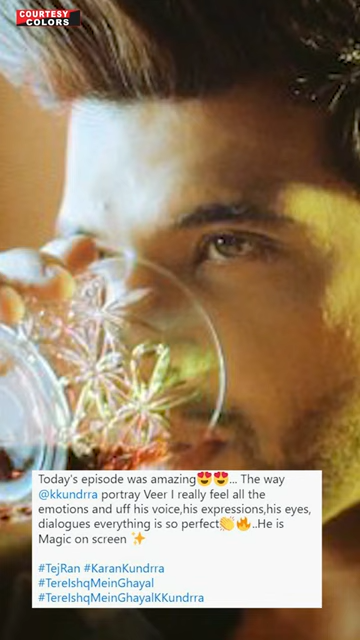 COURTESY
COLORS
Today's episode was amazing😍😍... The way
@kkundrra portray Veer I really feel all the
emotions and uff his voice,his expressions,his eyes,
dialogues everything is so perfect👏🔥..He is
Magic on screen ✨
#TejRan #KaranKundrra
#TereIshqMeinGhayal
#TereIshqMeinGhayalKKundrra